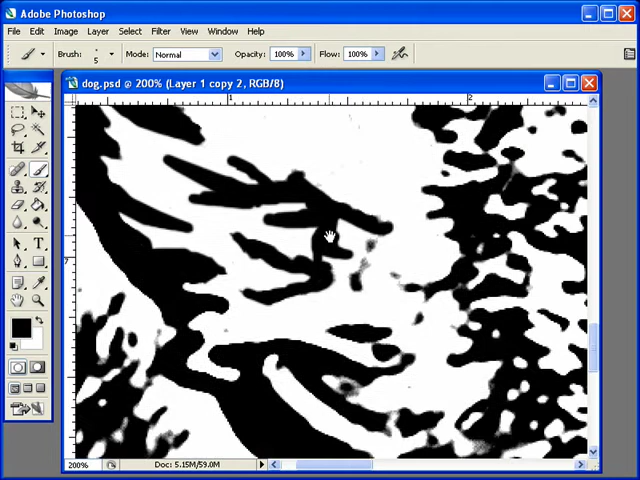 Adobe Photoshop
File Edit Image Layer Select Filter View Window Help
Brush: 5 Mode: Normal Opacity: 100% Flow: 100%
dog.psd @ 200% (Layer 1 copy 2, RGB/8)
1 2
7
T
200% Doc: 5.15M/59.0M